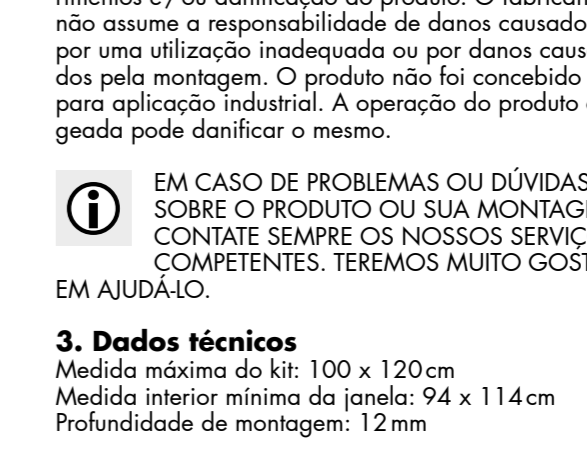 não assume a responsabilidade de danos causado
por uma utilização inadequada ou por danos caus
dos pela montagem. O produto não foi concebido
para aplicação industrial. A operação do produto
geada pode danificar o mesmo.
EM CASO DE PROBLEMAS OU DÚVIDAS
SOBRE O PRODUTO OU SUA MONTAG
CONTATE SEMPRE OS NOSSOS SERVIÇ
COMPETENTES. TEREMOS MUITO GOST
EM AJUDÁ-LO.
3. Dados técnicos
Medida máxima do kit: 100 x 120 cm
Medida interior mínima da janela: 94 x 114 cm
Profundidade de montagem: 12 mm